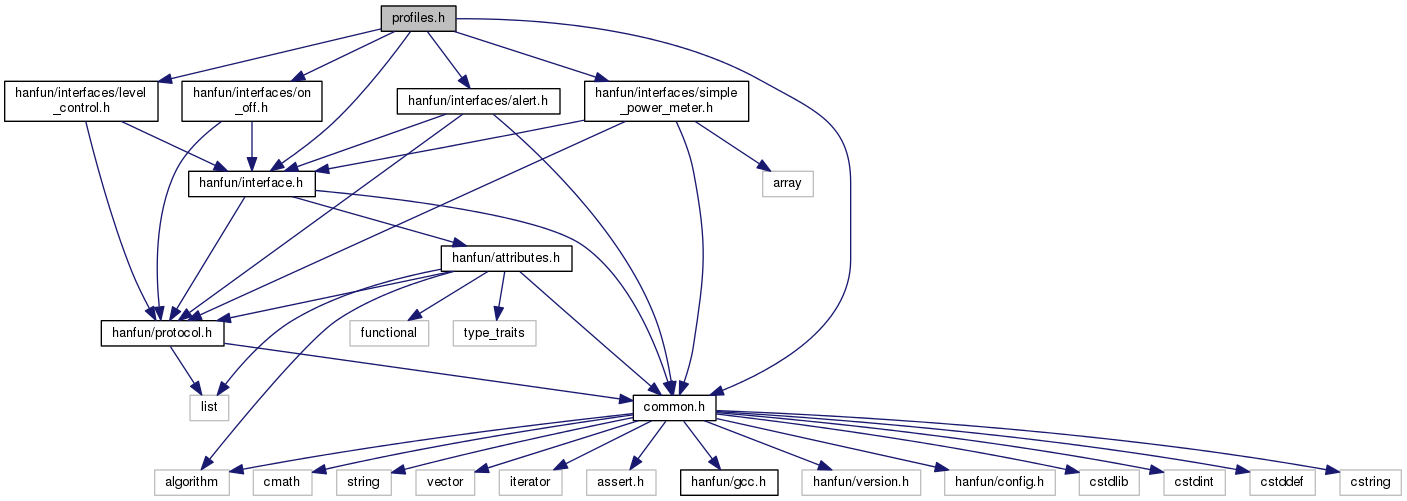 profiles.h
hanfun/interfaces/level
_control.h
hanfun/interfaces/on
_off.h
hanfun/interfaces/alert.h
hanfun/interfaces/simple
_power_meter.h
hanfun/interface.h
array
hanfun/attributes.h
hanfun/protocol.h
functional
type_traits
list
common.h
algorithm
cmath
string
vector
iterator
assert.h
hanfun/gcc.h
hanfun/version.h
hanfun/config.h
cstdlib
cstdint
cstddef
cstring